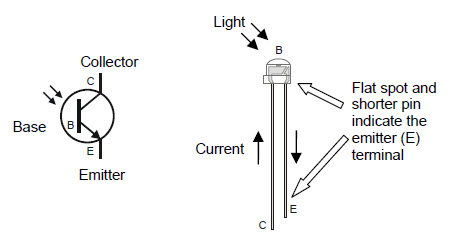 Collector
C
Base
B
E
Emitter
Light
B
Current
C
E
Flat spot and
shorter pin
indicate the
emitter (E)
terminal